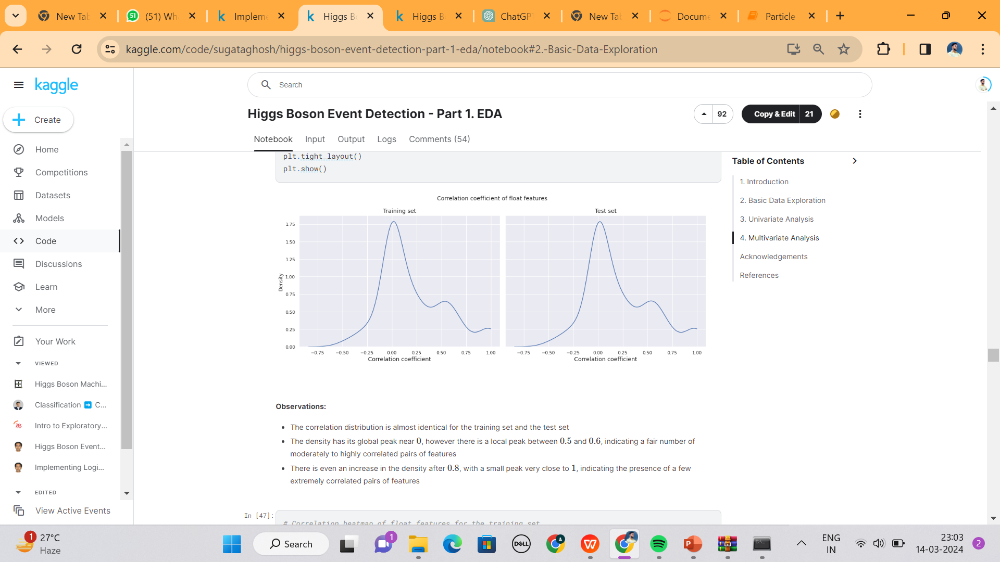 New Tab
(51) Wh
Implem
Higgs B
Higgs B
ChatGP
New Tab
Docum
Particle
kaggle.com/code/sugataghosh/higgs-boson-event-detection-part-1-eda/notebook#2.-Basic-Data-Exploration
kaggle
Search
Create
Home
Competitions
Datasets
Models
Code
Discussions
Learn
More
Your Work
VIEWED
Higgs Boson Machi...
Classification ➡ C...
Intro to Exploratory...
Higgs Boson Event...
Implementing Logi...
EDITED
View Active Events
Higgs Boson Event Detection - Part 1. EDA
92
Copy & Edit 21
Notebook Input Output Logs Comments (54)
plt.tight_layout()
plt.show()
Correlation coefficient of float features
Training set
Test set
Density
1.75
1.50
1.25
1.00
0.75
0.50
0.25
0.00
−0.75 −0.50 −0.25 0.00 0.25 0.50 0.75 1.00
Correlation coefficient
−0.75 −0.50 −0.25 0.00 0.25 0.50 0.75 1.00
Correlation coefficient
Observations:
• The correlation distribution is almost identical for the training set and the test set
• The density has its global peak near 0, however there is a local peak between 0.5 and 0.6, indicating a fair number of
moderately to highly correlated pairs of features
• There is even an increase in the density after 0.8, with a small peak very close to 1, indicating the presence of a few
extremely correlated pairs of features
In [47]:
# Correlation heatmap of float features for the training set
Table of Contents
1. Introduction
2. Basic Data Exploration
3. Univariate Analysis
4. Multivariate Analysis
Acknowledgements
References
1
27°C
Haze
Search
1
DELL
ENG
IN
23:03
14-03-2024
2